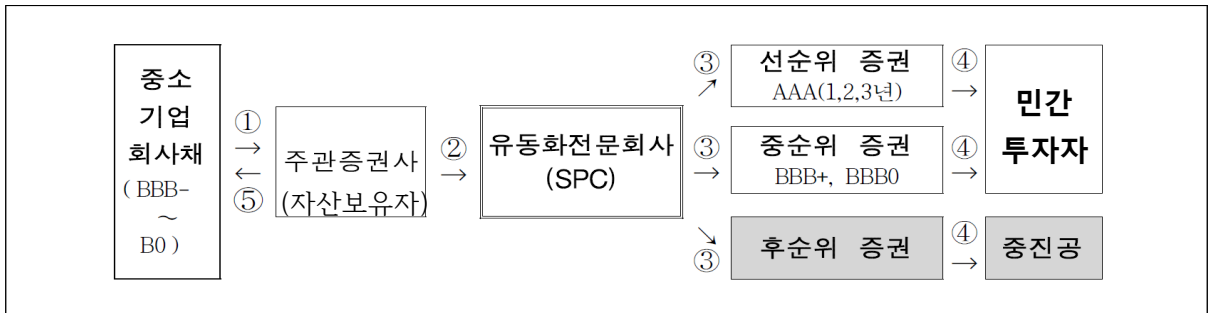 중소
기업
회사채
( BBB-
~
B0 )
①
→
←
⑤
주관증권사
(자산보유자)
②
→
유동화전문회사
(SPC)
③
↗
선순위 증권
AAA(1,2,3년)
④
→
③
→
중순위 증권
BBB+, BBB0
④
→
민간
투자자
↘
③
후순위 증권
④
→
중진공